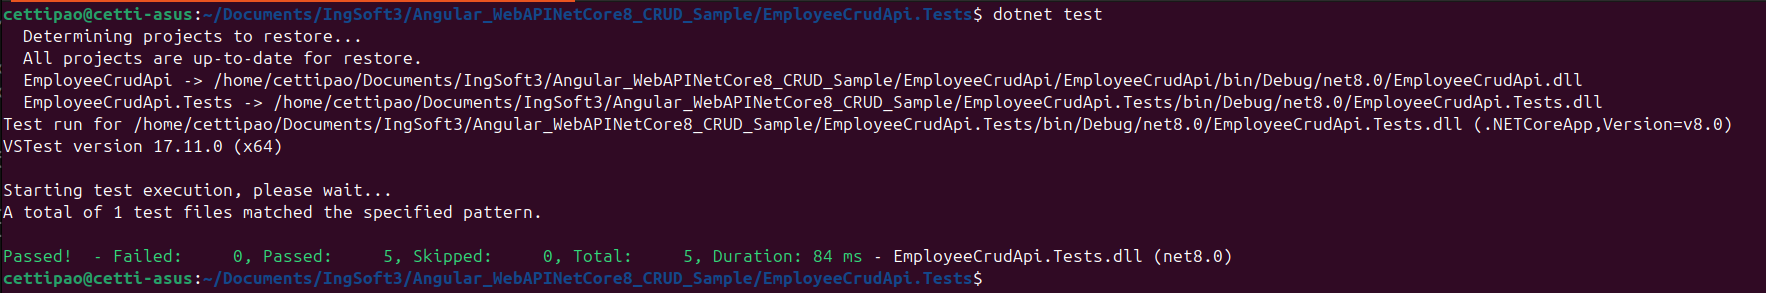 cettipao@cetti-asus:~/Documents/IngSoft3/Angular_WebAPINetCore8_CRUD_Sample/EmployeeCrudApi.Tests$ dotnet test
  Determining projects to restore...
  All projects are up-to-date for restore.
  EmployeeCrudApi -> /home/cettipao/Documents/IngSoft3/Angular_WebAPINetCore8_CRUD_Sample/EmployeeCrudApi/EmployeeCrudApi/bin/Debug/net8.0/EmployeeCrudApi.dll
  EmployeeCrudApi.Tests -> /home/cettipao/Documents/IngSoft3/Angular_WebAPINetCore8_CRUD_Sample/EmployeeCrudApi.Tests/bin/Debug/net8.0/EmployeeCrudApi.Tests.dll
Test run for /home/cettipao/Documents/IngSoft3/Angular_WebAPINetCore8_CRUD_Sample/EmployeeCrudApi.Tests/bin/Debug/net8.0/EmployeeCrudApi.Tests.dll (.NETCoreApp,Version=v8.0)
VSTest version 17.11.0 (x64)

Starting test execution, please wait...
A total of 1 test files matched the specified pattern.

Passed!  - Failed:     0, Passed:     5, Skipped:     0, Total:     5, Duration: 84 ms - EmployeeCrudApi.Tests.dll (net8.0)
cettipao@cetti-asus:~/Documents/IngSoft3/Angular_WebAPINetCore8_CRUD_Sample/EmployeeCrudApi.Tests$